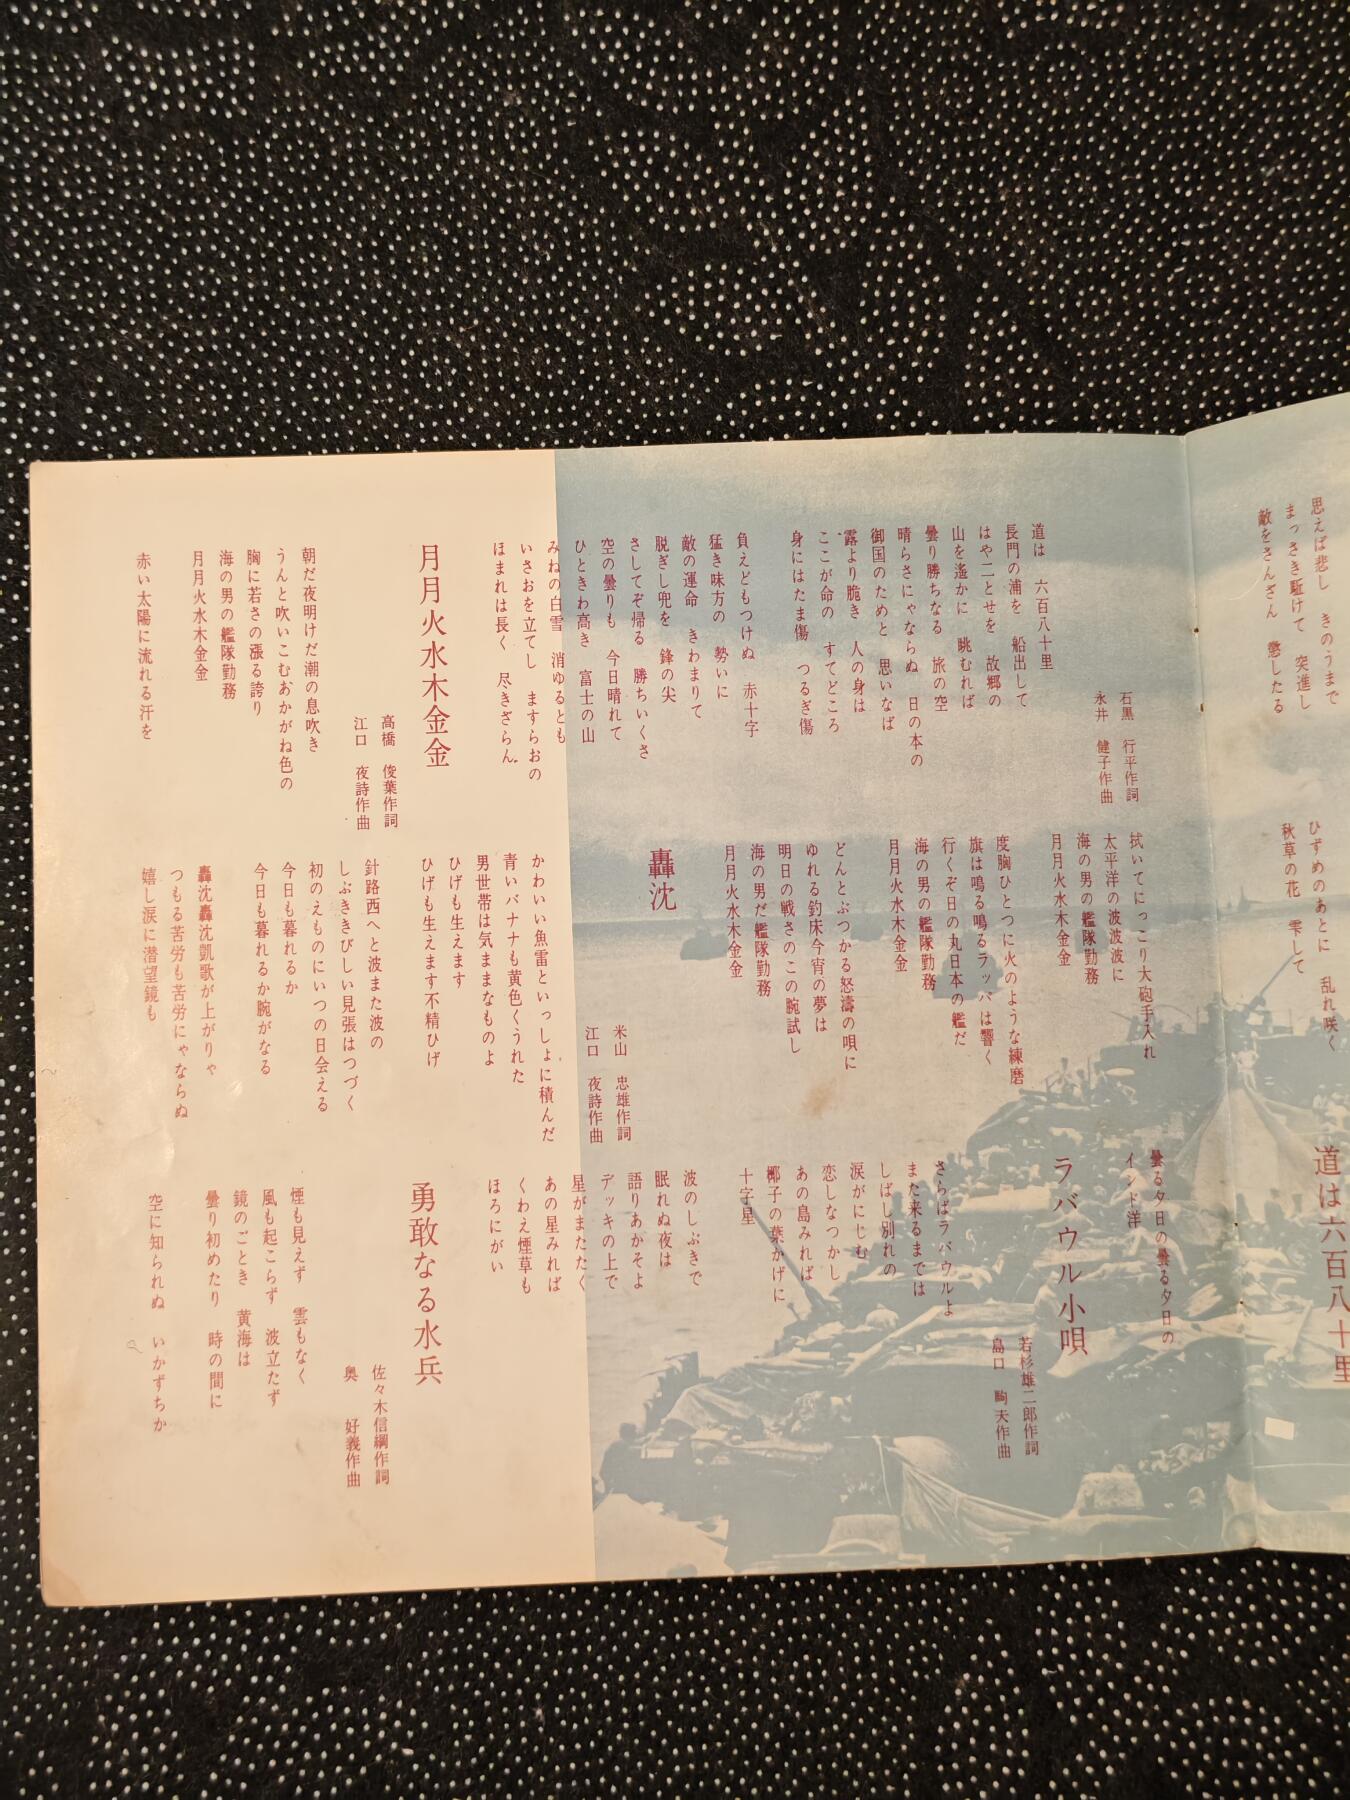 思えば悲し　きのうまで
まっさき駈けて　突進し
敵をさんざん　懲したる
ひずめのあとに　乱れ咲く
秋草の花　雫して
道は六百八十里
石黒　行平作詞
永井　健子作曲
道は　六百八十里
長門の浦を　船出して
はや二とせを　故郷の
山を遙かに　眺むれば
曇り勝ちなる　旅の空
晴らさにゃならぬ　日の本の
御国のためと　思いなば
露より脆き　人の身は
ここが命の　すてどころ
身にはたま傷　つるぎ傷
負えどもつけぬ　赤十字
猛き味方の　勢いに
敵の運命　きわまりて
脱ぎし兜を　鋒の尖
さしてぞ帰る　勝ちいくさ
空の曇りも　今日晴れて
ひときわ高き　富士の山
みねの白雪　消ゆるとも
いさおを立てし　ますらおの
ほまれは長く　尽きざらん
月月火水木金金
高橋　俊葉作詞
江口　夜詩作曲
朝だ夜明けだ潮の息吹き
うんと吹いこむおかがね色の
胸に若さの漲る誇り
海の男の艦隊勤務
月月火水木金金
赤い太陽に流れる汗を
拭いてにっこり大砲手入れ
太平洋の波波波に
海の男の艦隊勤務
月月火水木金金
度胸ひとつに火のような練磨
旗は鳴る鳴るラッパは響く
行くぞ日の丸日本の艦だ
海の男の艦隊勤務
月月火水木金金
どんとぶつかる怒濤の唄に
ゆれる釣床今宵の夢は
明日の戦さのこの腕試し
海の男だ艦隊勤務
月月火水木金金
轟沈
米山　忠雄作詞
江口　夜詩作曲
かわいい魚雷といっしょに積んだ
青いバナナも黄色くうれた
男世帯は気ままなものよ
ひげも生えます
ひげも生えます不精ひげ
針路西へと波また波の
しぶききびしい見張はつづく
初のえものにいつの日会える
今日も暮れるか
今日も暮れるか腕がなる
轟沈轟沈凱歌が上がりゃ
つもる苦労も苦労にゃならぬ
嬉し涙に潜望鏡も
曇る夕日の曇る夕日の
インド洋
ラバウル小唄
若杉雄二郎作詞
島口　駒夫作曲
さらばラバウルよ
また来るまでは
しばし別れの
涙がにじむ
恋しなつかし
あの島みれば
椰子の葉かげに
十字星
波のしぶきで
眠れぬ夜は
語りあかそよ
デッキの上で
星がまたたく
あの星みれば
くわえ煙草も
ほろにがい
勇敢なる水兵
佐々木信綱作詞
奥　好義作曲
煙も見えず　雲もなく
風も起こらず　波立たず
鏡のごとき　黄海は
曇り初めたり　時の間に
空に知られぬ　いかずちか